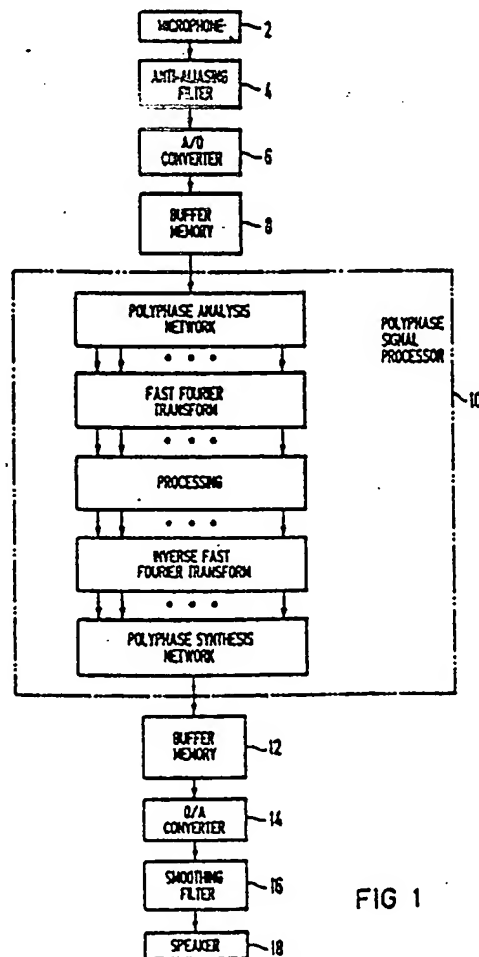 MICROPHONE
2
ANTI-ALIASING
FILTER
4
A/D
CONVERTER
6
BUFFER
MEMORY
8
POLYPHASE ANALYSIS
NETWORK
POLYPHASE
SIGNAL
PROCESSOR
10
FAST FOURIER
TRANSFORM
PROCESSING
INVERSE FAST
FOURIER TRANSFORM
POLYPHASE SYNTHESIS
NETWORK
BUFFER
MEMORY
12
D/A
CONVERTER
14
SMOOTHING
FILTER
16
FIG 1
SPEAKER
18